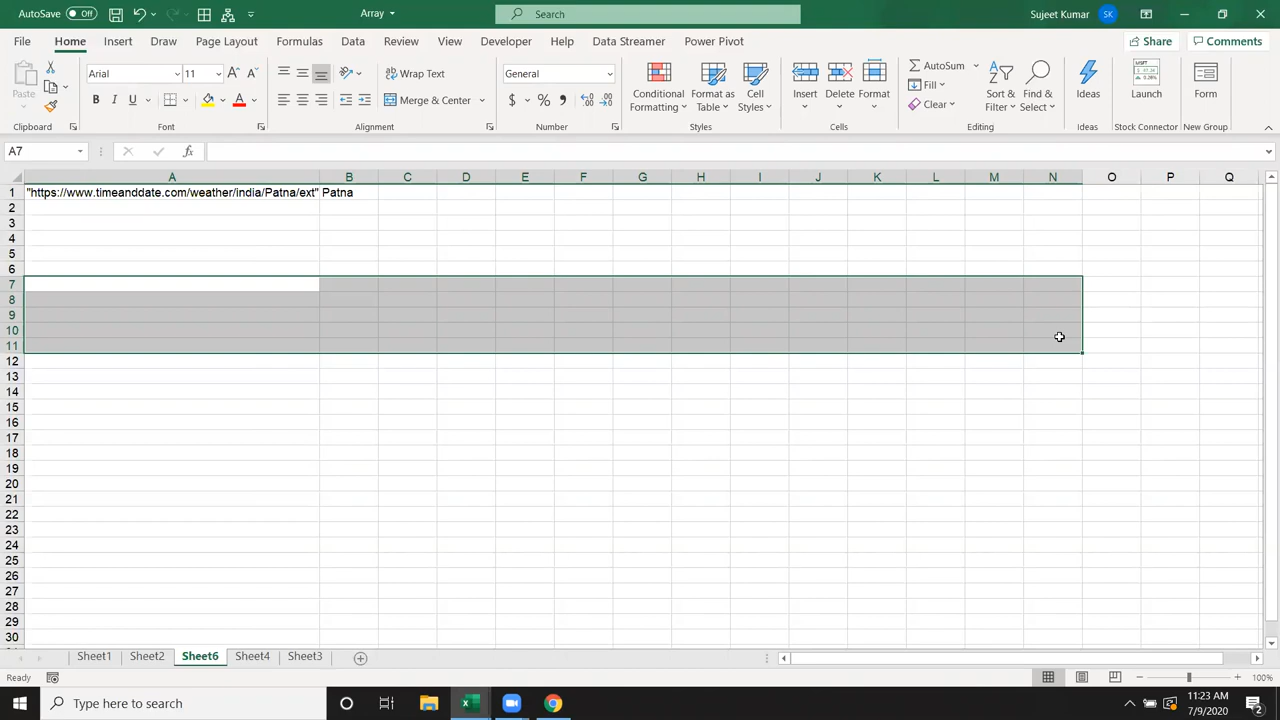 AutoSave Off Array Search Sujeet Kumar SK
File Home Insert Draw Page Layout Formulas Data Review View Developer Help Data Streamer Power Pivot Share Comments
Paste Arial 11 Wrap Text General Conditional Formatting Format as Table Cell Styles Insert Delete Format AutoSum Sort & Filter Find & Select Ideas Launch Form
B I U A Merge & Center $ % Fill Clear
Clipboard Font Alignment Number Styles Cells Editing Ideas Stock Connector New Group
A7 fx
A B C D E F G H I J K L M N O P Q
1 "https://www.timeanddate.com/weather/india/Patna/ext" Patna
2
3
4
5
6
7
8
9
10
11
12
13
14
15
16
17
18
19
20
21
22
23
24
25
26
27
28
29
30
Sheet1 Sheet2 Sheet6 Sheet4 Sheet3
Ready 100%
Type here to search 11:23 AM
7/9/2020 2